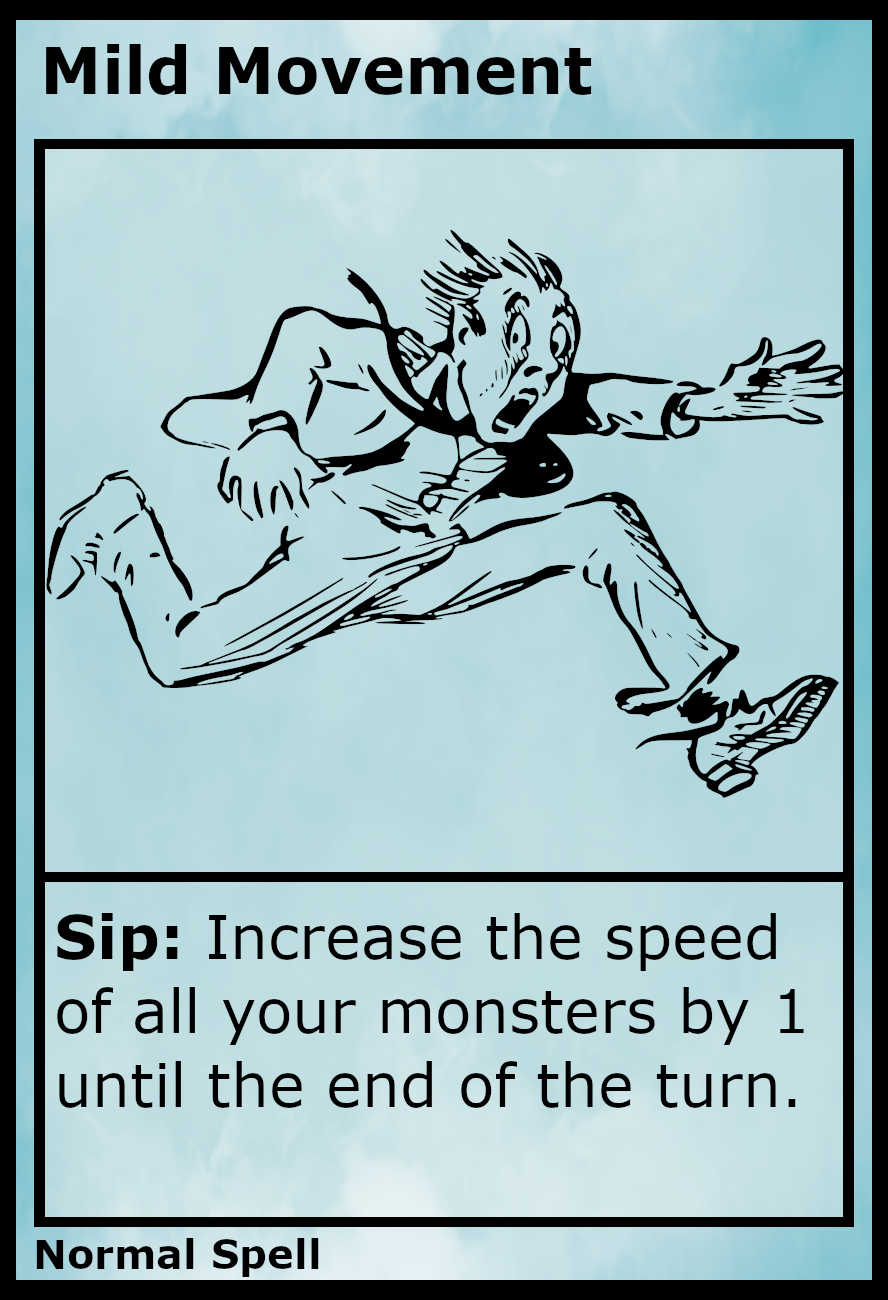 Mild Movement
Sip: Increase the speed
of all your monsters by 1
until the end of the turn.
Normal Spell